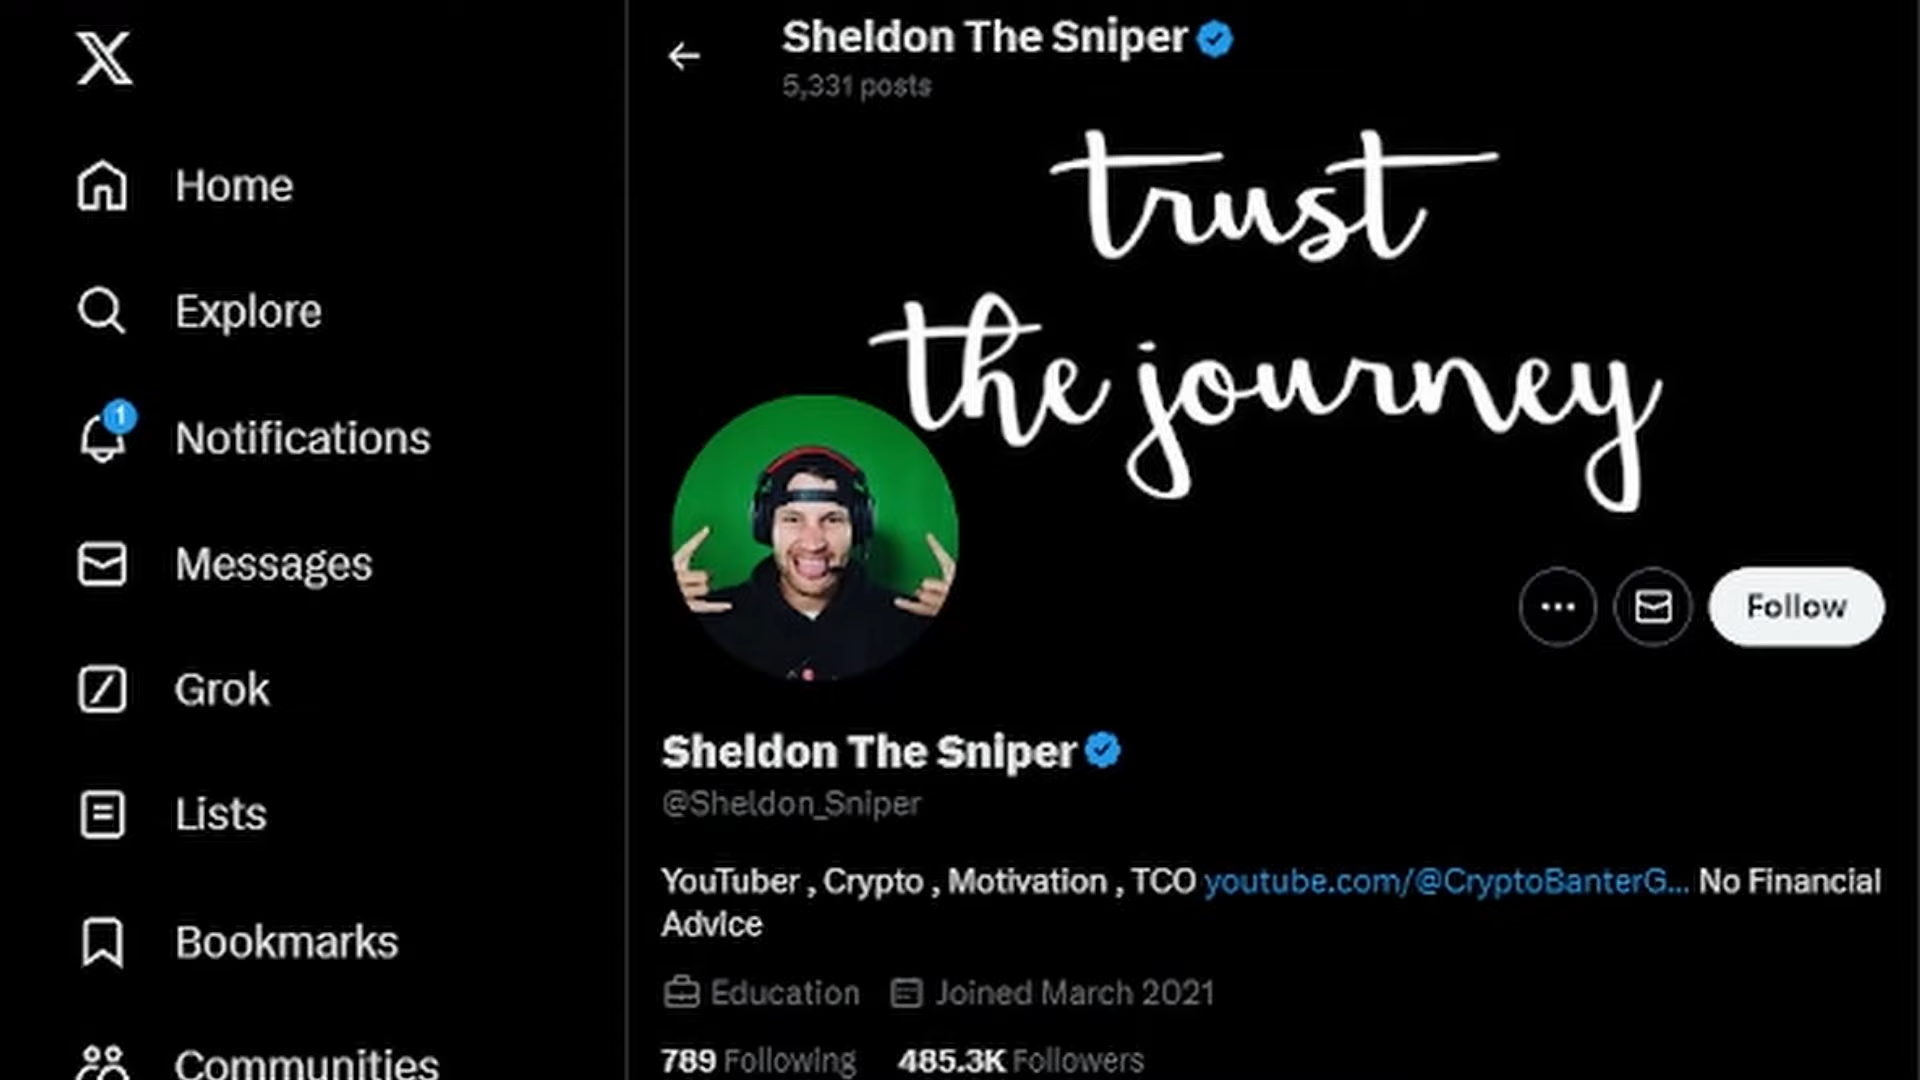 Sheldon The Sniper
5,331 posts
Home
Explore
1
Notifications
Messages
Grok
Lists
Bookmarks
Communities
trust
the journey
Follow
Sheldon The Sniper
@Sheldon_Sniper
YouTuber , Crypto , Motivation , TCO youtube.com/@CryptoBanterG... No Financial
Advice
Education Joined March 2021
789 Following 485.3K Followers